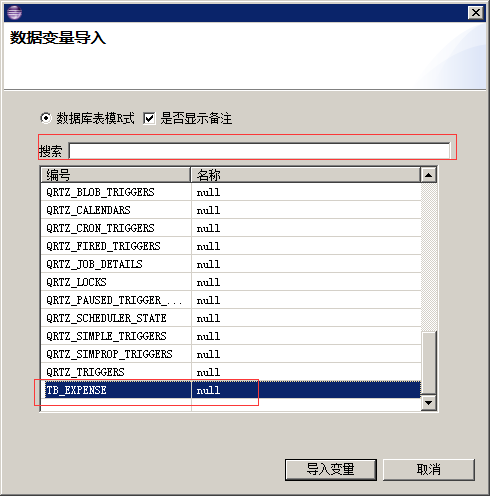 数据变量导入
数据库表模R式 是否显示备注
搜索
编号 名称
QRTZ_BLOB_TRIGGERS null
QRTZ_CALENDARS null
QRTZ_CRON_TRIGGERS null
QRTZ_FIRED_TRIGGERS null
QRTZ_JOB_DETAILS null
QRTZ_LOCKS null
QRTZ_PAUSED_TRIGGER_... null
QRTZ_SCHEDULER_STATE null
QRTZ_SIMPLE_TRIGGERS null
QRTZ_SIMPROP_TRIGGERS null
QRTZ_TRIGGERS null
TB_EXPENSE null
导入变量 取消